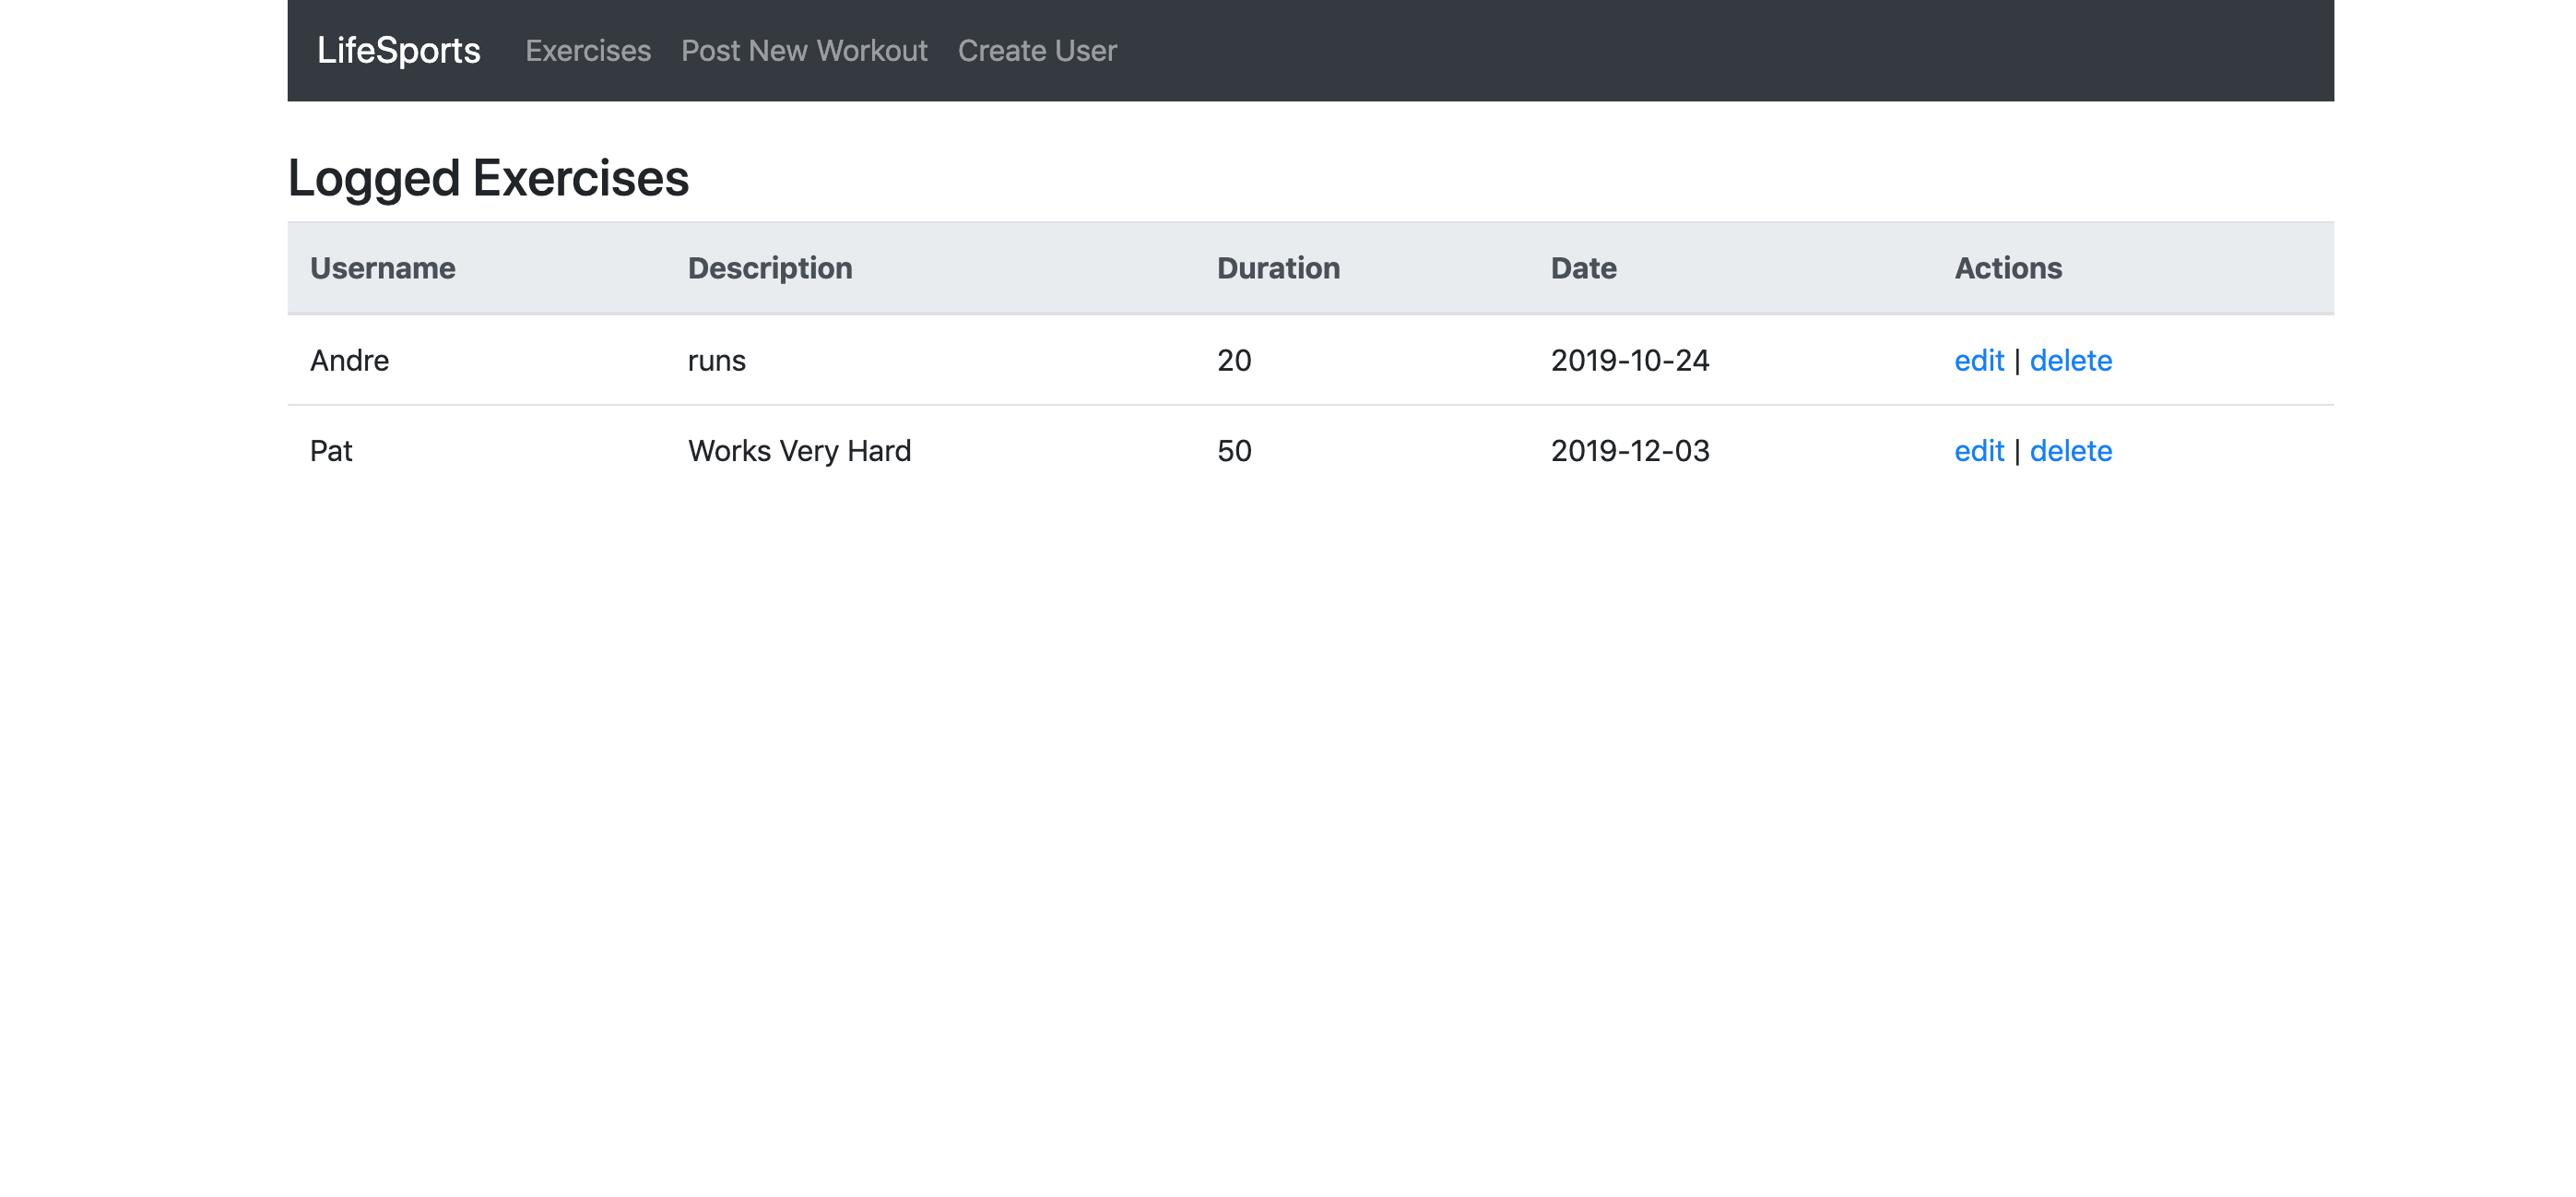 LifeSports Exercises Post New Workout Create User
Logged Exercises
Username Description Duration Date Actions
Andre runs 20 2019-10-24 edit | delete
Pat Works Very Hard 50 2019-12-03 edit | delete